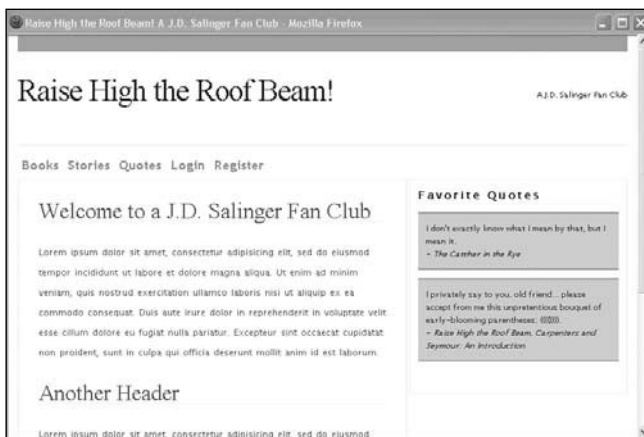 Raise High the Roof Beam! A J.D. Salinger Fan Club - Mozilla Firefox
Raise High the Roof Beam!
A J.D. Salinger Fan Club
Books Stories Quotes Login Register
Welcome to a J.D. Salinger Fan Club
Lorem ipsum dolor sit amet, consectetur adipisicing elit, sed do eiusmod
tempor incididunt ut labore et dolore magna aliqua. Ut enim ad minim
veniam, quis nostrud exercitation ullamco laboris nisi ut aliquip ex ea
commodo consequat. Duis aute irure dolor in reprehenderit in voluptate velit
esse cillum dolore eu fugiat nulla pariatur. Excepteur sint occaecat cupidatat
non proident, sunt in culpa qui officia deserunt mollit anim id est laborum.
Another Header
Lorem ipsum dolor sit amet, consectetur adipisicing elit, sed do eiusmod
Favorite Quotes
I don't exactly know what I mean by that, but I
mean it.
- The Catcher in the Rye
I privately say to you, old friend... please
accept from me this unpretentious bouquet of
early-blooming parentheses: (((()))).
- Raise High the Roof Beam, Carpenters and
Seymour: An Introduction